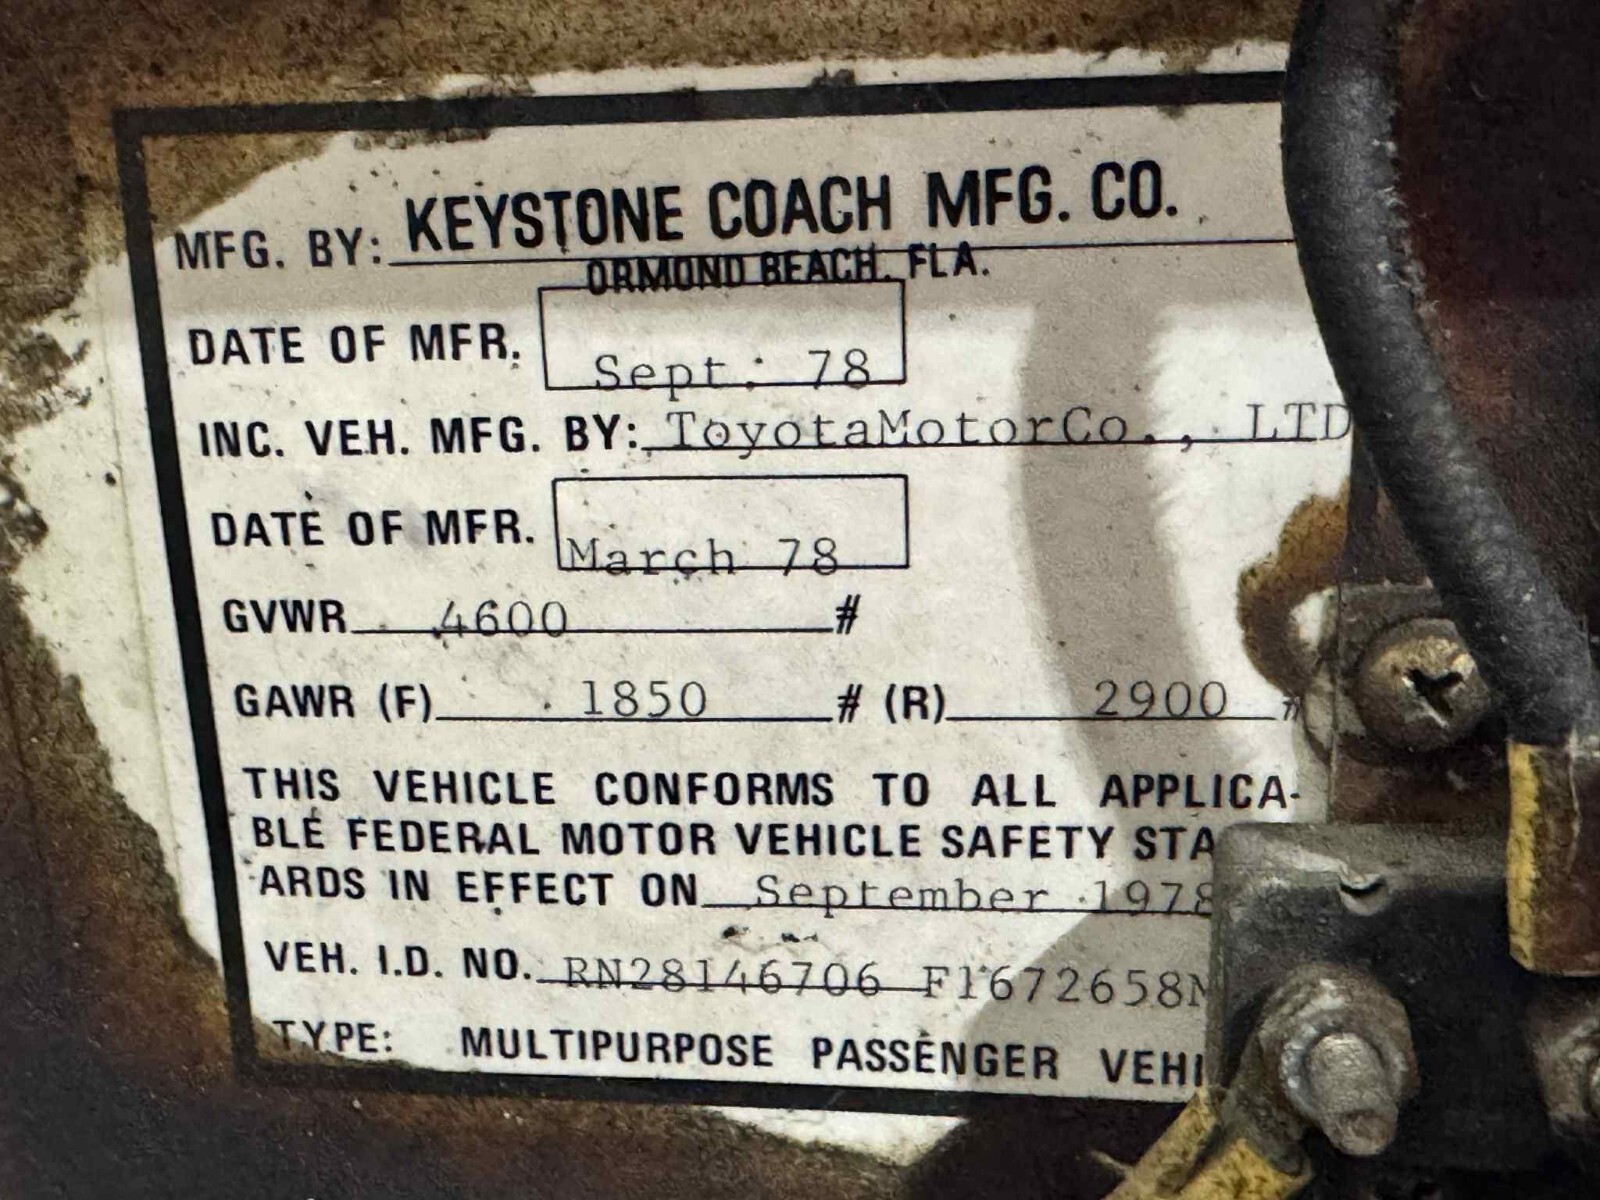 MFG. BY: KEYSTONE COACH MFG. CO.
ORMOND BEACH, FLA.
DATE OF MFR. Sept. 78
INC. VEH. MFG. BY: ToyotaMotorCo., LTD
DATE OF MFR. March 78
GVWR 4600 #
GAWR (F) 1850 # (R) 2900 #
THIS VEHICLE CONFORMS TO ALL APPLICA-
BLE FEDERAL MOTOR VEHICLE SAFETY STA
ARDS IN EFFECT ON September 1978
VEH. I.D. NO. RN28146706 F1672658
TYPE: MULTIPURPOSE PASSENGER VEHI